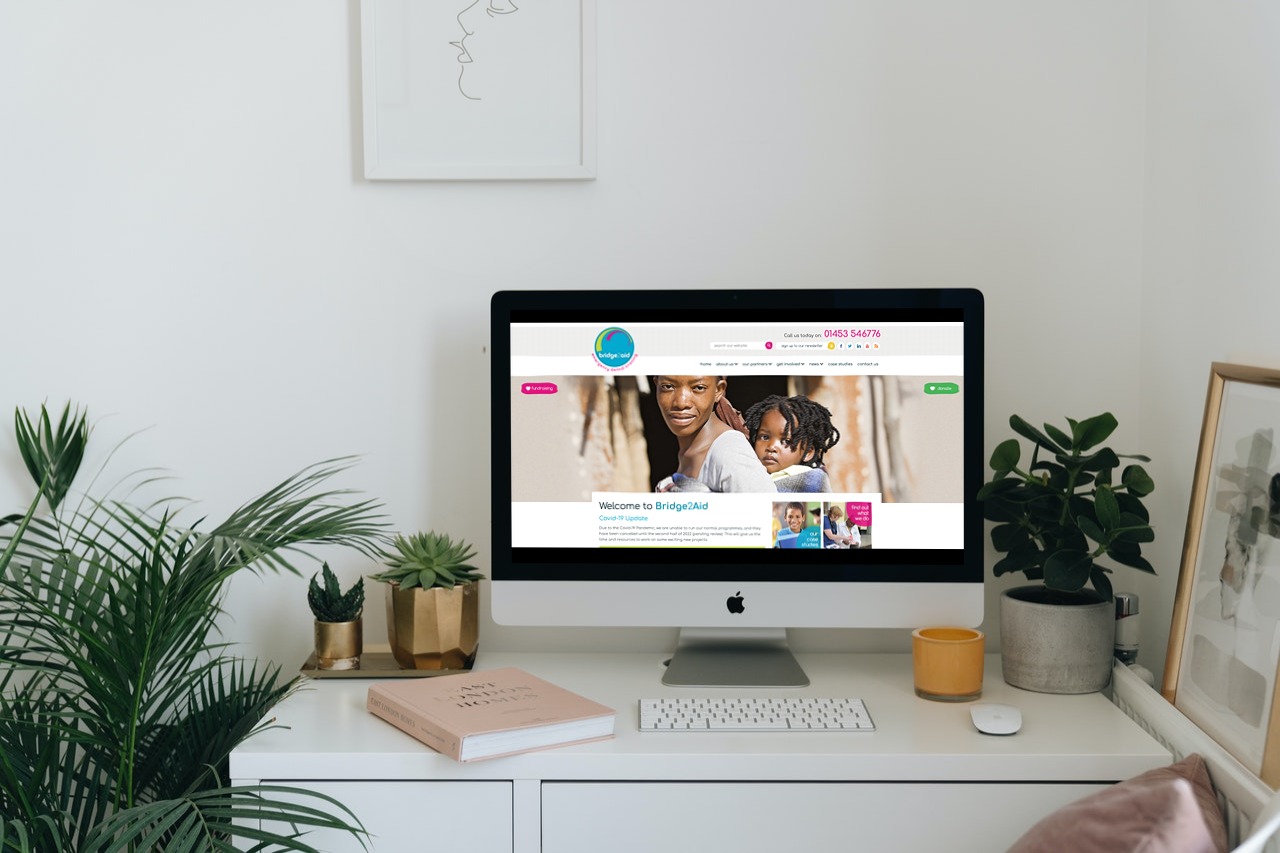 Call us today on: 01453 546776
bridge2aid
search our website
sign up to our newsletter
home about us our partners get involved news case studies contact us
fundraising
donate
Welcome to Bridge2Aid
Covid-19 Update
Due to the Covid-19 Pandemic, we are unable to run our normal programmes, and they
have been cancelled until the second half of 2022 (pending review). This will give us the
time and resources to work on some exciting new projects.
our
case
studies
find out
what
we do
EAST
LONDON
HOMES
EAST LONDON HOMES